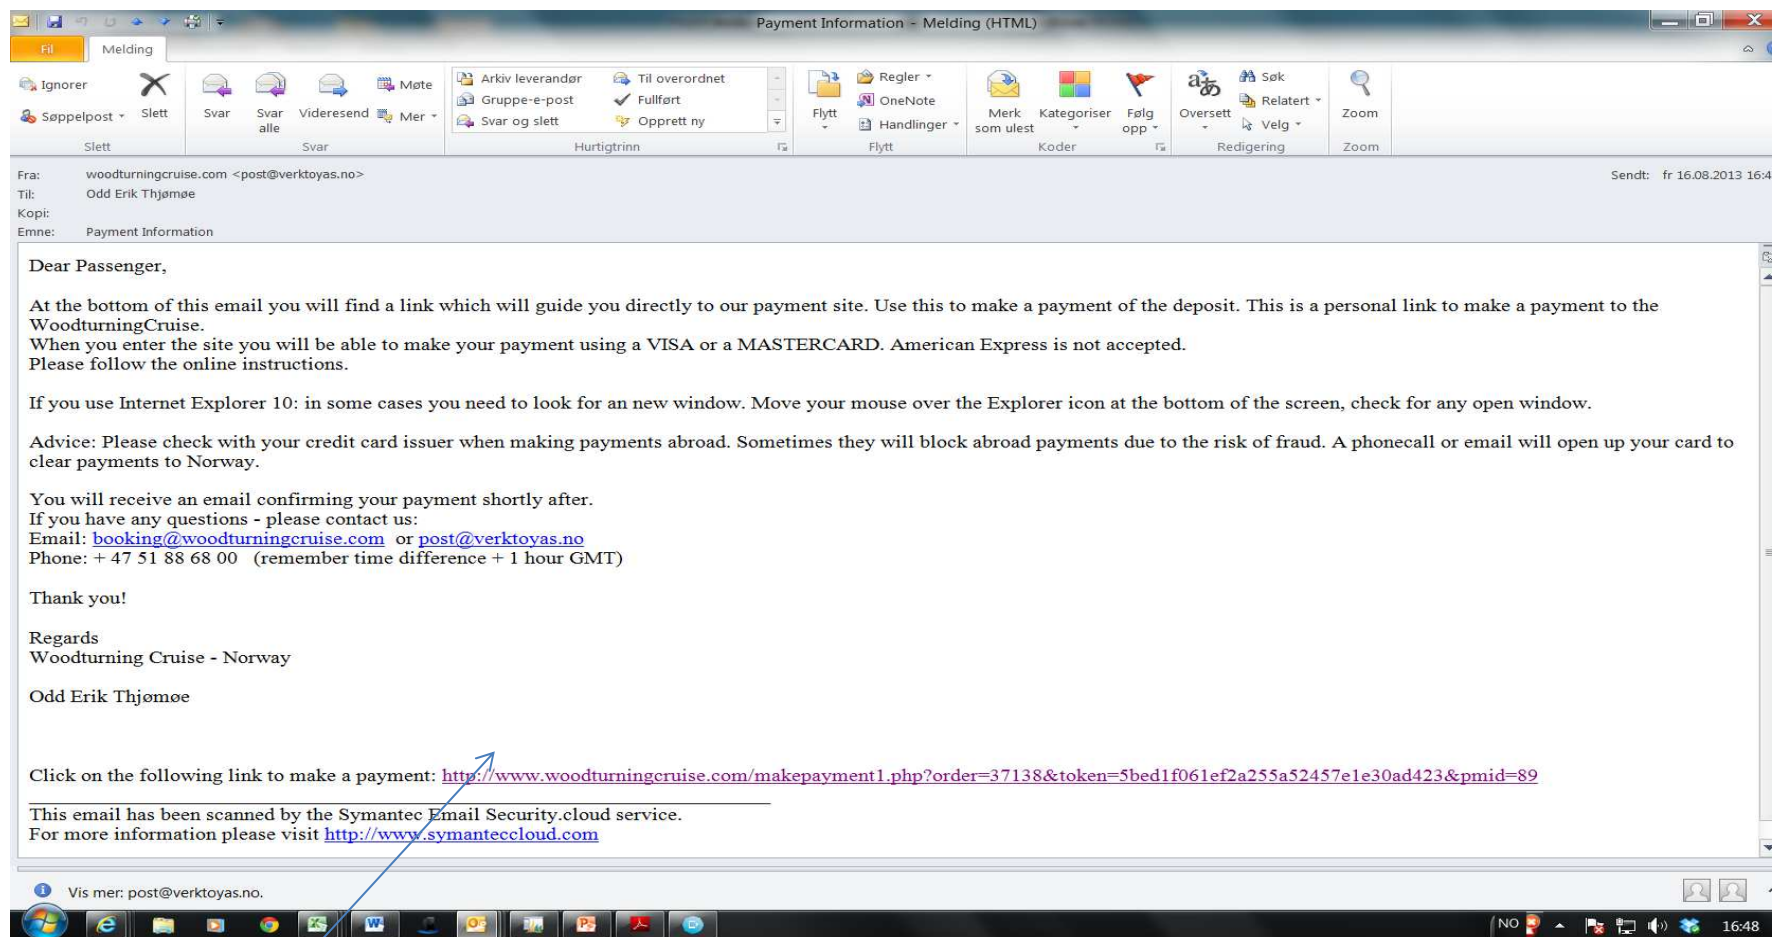 Payment Information - Melding (HTML)
Fil Melding
Ignorer
Søppelpost
Slett
Svar
Svar alle
Videresend
Møte
Mer
Arkiv leverandør
Gruppe-e-post
Svar og slett
Til overordnet
Fullført
Opprett ny
Flytt
Regler
OneNote
Handlinger
Merk som ulest
Kategoriser
Følg opp
Oversett
Søk
Relatert
Velg
Zoom
Slett Svar Hurtigtrinn Flytt Koder Redigering Zoom
Fra: woodturningcruise.com <post@verktoyas.no> Sendt: fr 16.08.2013 16:4
Til: Odd Erik Thjømøe
Kopi:
Emne: Payment Information
Dear Passenger,
At the bottom of this email you will find a link which will guide you directly to our payment site. Use this to make a payment of the deposit. This is a personal link to make a payment to the
WoodturningCruise.
When you enter the site you will be able to make your payment using a VISA or a MASTERCARD. American Express is not accepted.
Please follow the online instructions.
If you use Internet Explorer 10: in some cases you need to look for an new window. Move your mouse over the Explorer icon at the bottom of the screen, check for any open window.
Advice: Please check with your credit card issuer when making payments abroad. Sometimes they will block abroad payments due to the risk of fraud. A phonecall or email will open up your card to
clear payments to Norway.
You will receive an email confirming your payment shortly after.
If you have any questions - please contact us:
Email: booking@woodturningcruise.com or post@verktoyas.no
Phone: + 47 51 88 68 00 (remember time difference + 1 hour GMT)
Thank you!
Regards
Woodturning Cruise - Norway
Odd Erik Thjømøe
Click on the following link to make a payment: http://www.woodturningcruise.com/makepayment1.php?order=37138&token=5bed1f061ef2a255a52457e1e30ad423&pmid=89
This email has been scanned by the Symantec Email Security.cloud service.
For more information please visit http://www.symanteccloud.com
Vis mer: post@verktoyas.no.
NO 16:48